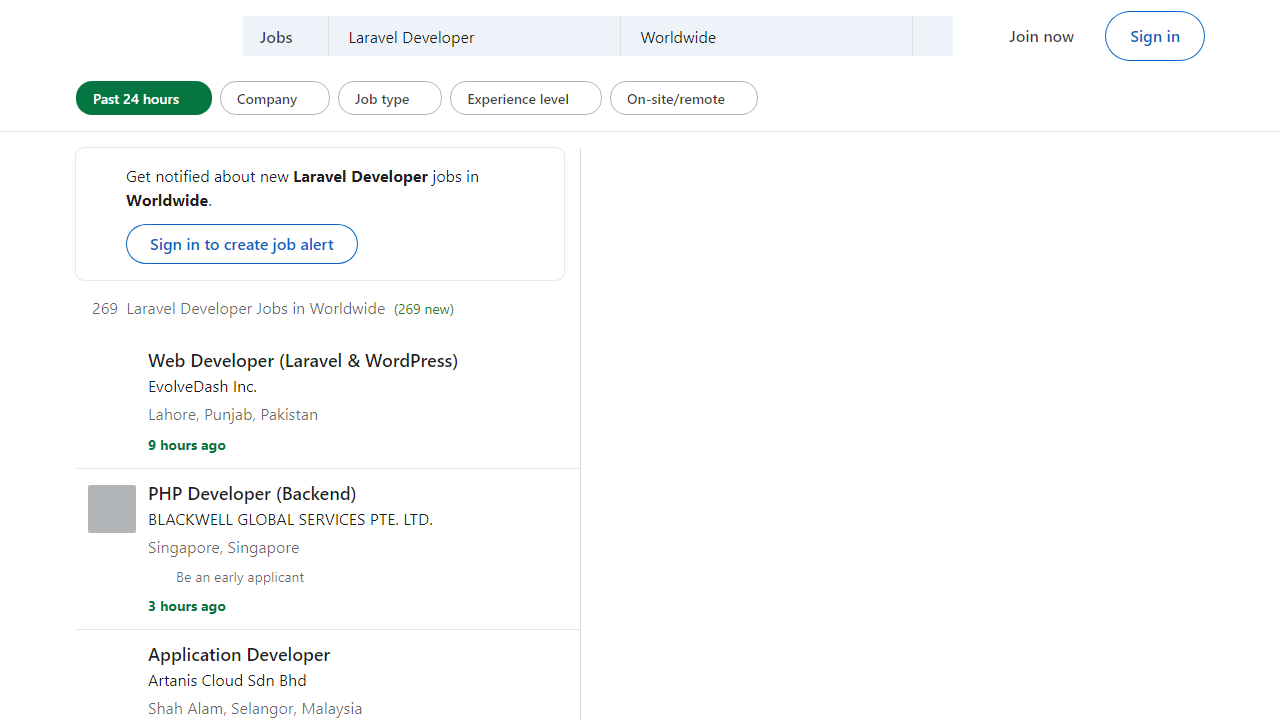 Jobs
Laravel Developer
Worldwide
Join now
Sign in
Past 24 hours
Company
Job type
Experience level
On-site/remote
Get notified about new Laravel Developer jobs in
Worldwide.
Sign in to create job alert
269 Laravel Developer Jobs in Worldwide (269 new)
Web Developer (Laravel & WordPress)
EvolveDash Inc.
Lahore, Punjab, Pakistan
9 hours ago
PHP Developer (Backend)
BLACKWELL GLOBAL SERVICES PTE. LTD.
Singapore, Singapore
Be an early applicant
3 hours ago
Application Developer
Artanis Cloud Sdn Bhd
Shah Alam, Selangor, Malaysia